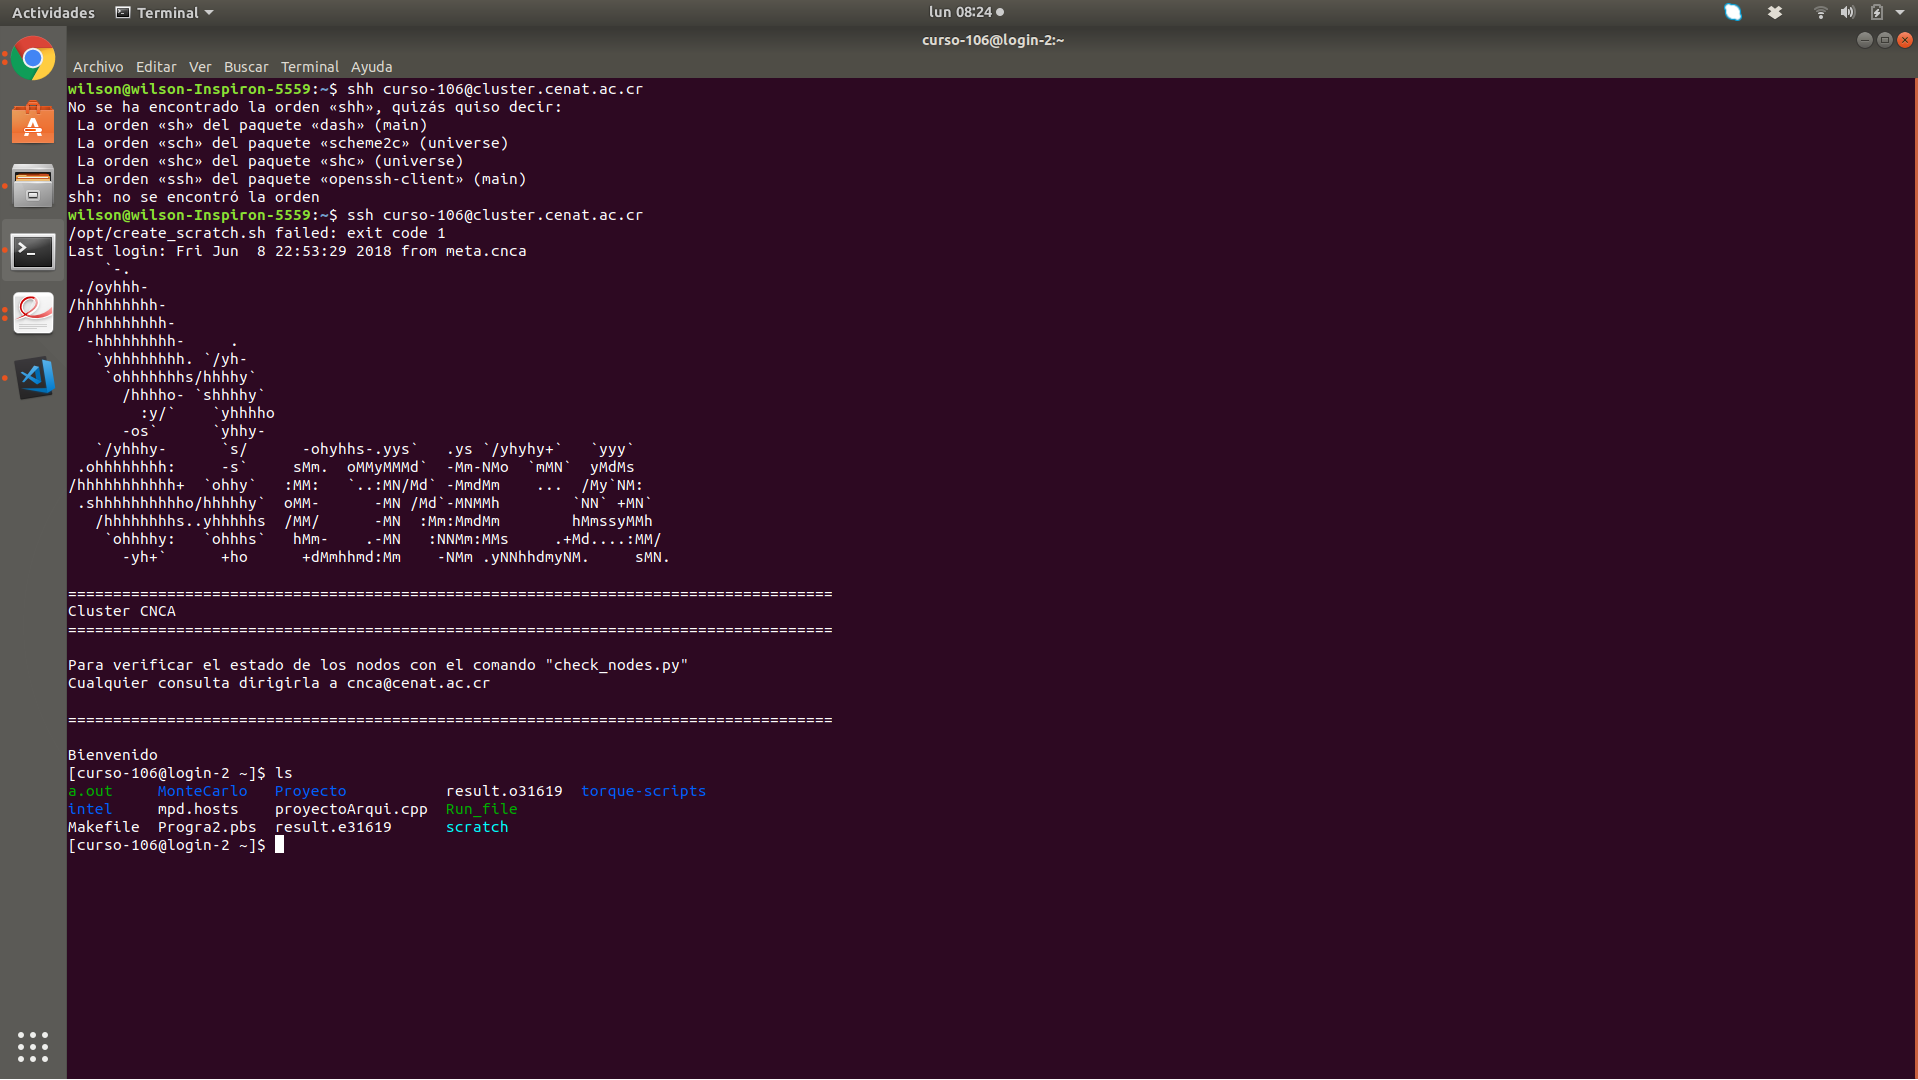 Actividades Terminal lun 08:24
curso-106@login-2:~
Archivo Editar Ver Buscar Terminal Ayuda
wilson@wilson-Inspiron-5559:~$ shh curso-106@cluster.cenat.ac.cr
No se ha encontrado la orden «shh», quizás quiso decir:
 La orden «sh» del paquete «dash» (main)
 La orden «sch» del paquete «scheme2c» (universe)
 La orden «shc» del paquete «shc» (universe)
 La orden «ssh» del paquete «openssh-client» (main)
shh: no se encontró la orden
wilson@wilson-Inspiron-5559:~$ ssh curso-106@cluster.cenat.ac.cr
/opt/create_scratch.sh failed: exit code 1
Last login: Fri Jun  8 22:53:29 2018 from meta.cnca
    `-.
 ./oyhhh-
/hhhhhhhhh-
 /hhhhhhhhh-
  -hhhhhhhhh-     .
   `yhhhhhhhh. `/yh-
    `ohhhhhhhs/hhhhy`
      /hhhho- `shhhhy`
        :y/`    `yhhhho
      -os`      `yhhy-
   `/yhhhy-      `s/      -ohyhhs-.yys`   .ys `/yhyhy+`   `yyy`
 .ohhhhhhhh:     -s`     sMm.  oMMyMMMd`  -Mm-NMo  `mMN`  yMdMs
/hhhhhhhhhhh+  `ohhy`   :MM:   `..:MN/Md` -MmdMm    ...  /My`NM:
 .shhhhhhhhhho/hhhhhy`  oMM-      -MN /Md`-MNMMh        `NN` +MN`
   /hhhhhhhhs..yhhhhhs  /MM/      -MN  :Mm:MmdMm        hMmssyMMh
    `ohhhhy:   `ohhhs`   hMm-    .-MN   :NNMm:MMs     .+Md....:MM/
      -yh+`      +ho      +dMmhhmd:Mm    -NMm .yNNhhdmyNM.     sMN.
=====================================================================================
Cluster CNCA
=====================================================================================
Para verificar el estado de los nodos con el comando "check_nodes.py"
Cualquier consulta dirigirla a cnca@cenat.ac.cr
=====================================================================================
Bienvenido
[curso-106@login-2 ~]$ ls
a.out     MonteCarlo   Proyecto           result.o31619  torque-scripts
intel     mpd.hosts    proyectoArqui.cpp  Run_file
Makefile  Progra2.pbs  result.e31619      scratch
[curso-106@login-2 ~]$